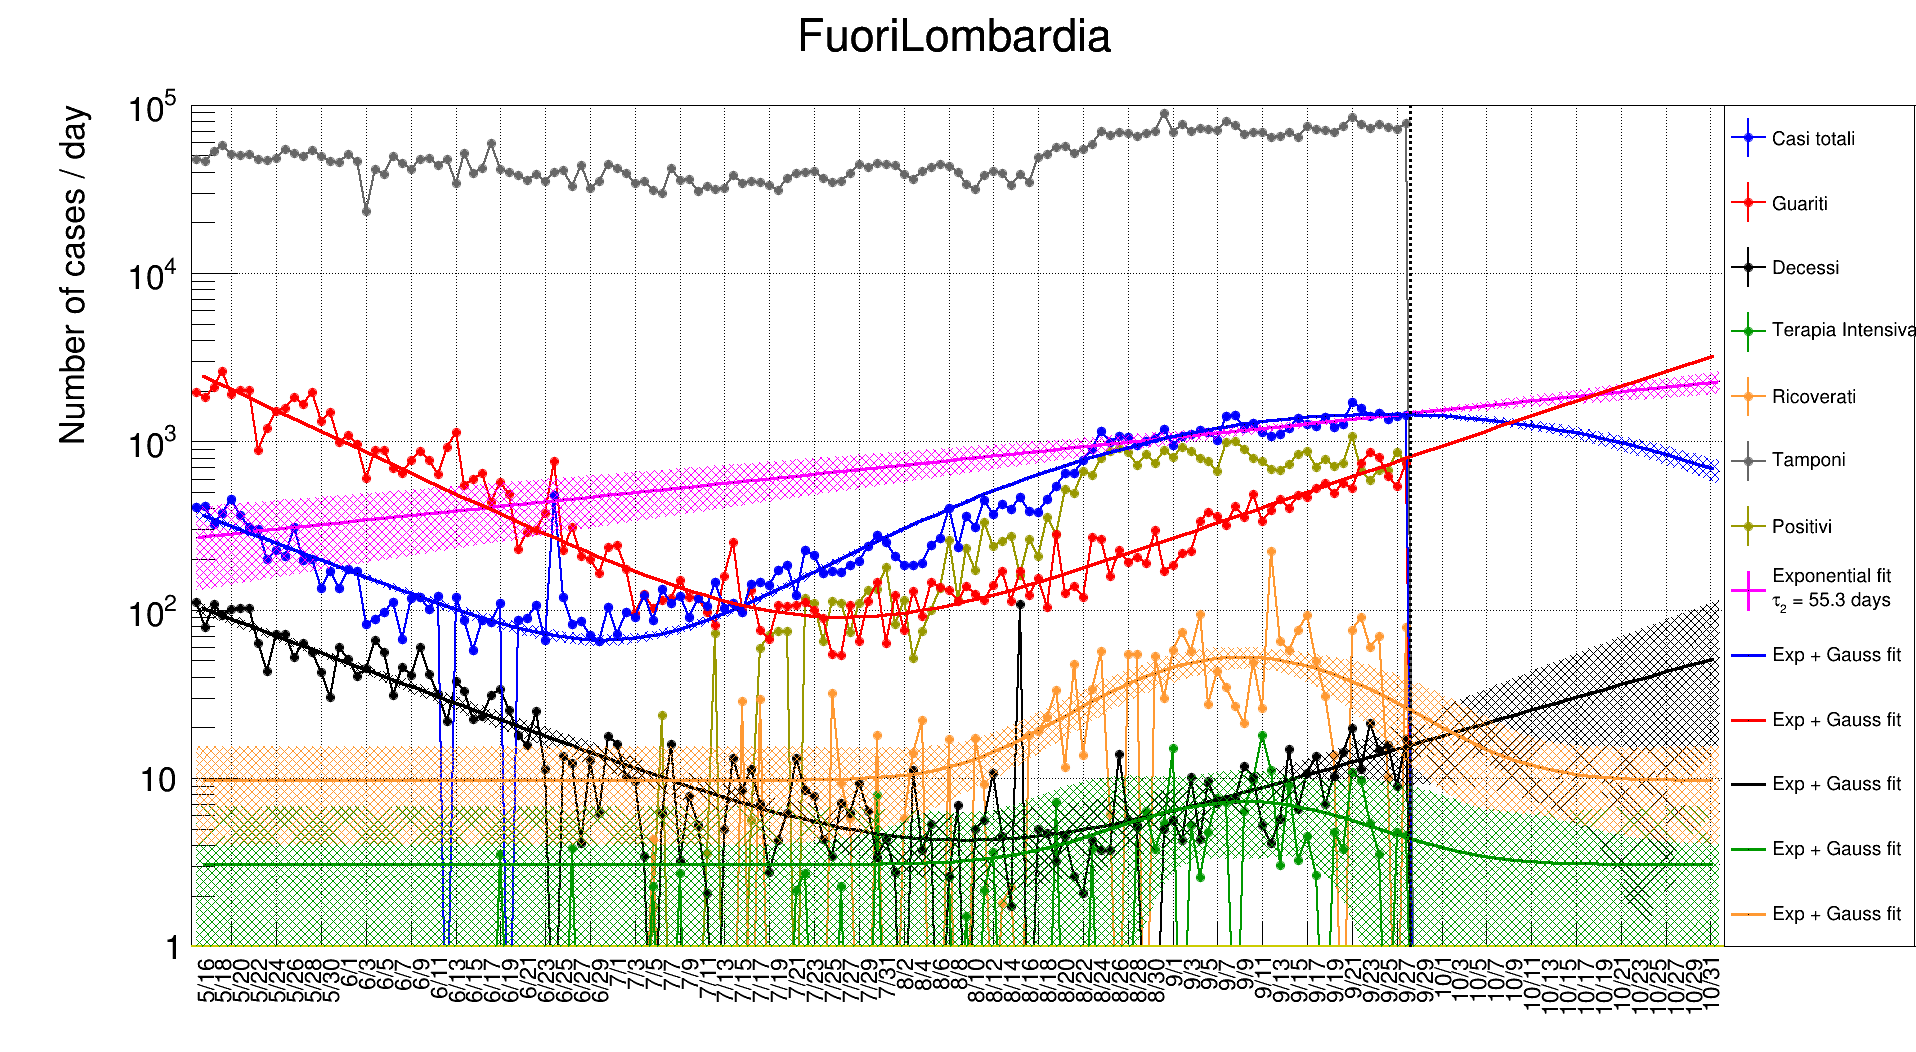 FuoriLombardia
Number of cases / day
10^5
10^4
10^3
10^2
10
1
5/16 5/18 5/20 5/22 5/24 5/26 5/28 5/30 6/1 6/3 6/5 6/7 6/9 6/11 6/13 6/15 6/17 6/19 6/21 6/23 6/25 6/27 6/29 7/1 7/3 7/5 7/7 7/9 7/11 7/13 7/15 7/17 7/19 7/21 7/23 7/25 7/27 7/29 7/31 8/2 8/4 8/6 8/8 8/10 8/12 8/14 8/16 8/18 8/20 8/22 8/24 8/26 8/28 8/30 9/1 9/3 9/5 9/7 9/9 9/11 9/13 9/15 9/17 9/19 9/21 9/23 9/25 9/27 9/29 10/1 10/3 10/5 10/7 10/9 10/11 10/13 10/15 10/17 10/19 10/21 10/23 10/25 10/27 10/29 10/31
Casi totali
Guariti
Decessi
Terapia Intensiva
Ricoverati
Tamponi
Positivi
Exponential fit
τ₂ = 55.3 days
Exp + Gauss fit
Exp + Gauss fit
Exp + Gauss fit
Exp + Gauss fit
Exp + Gauss fit